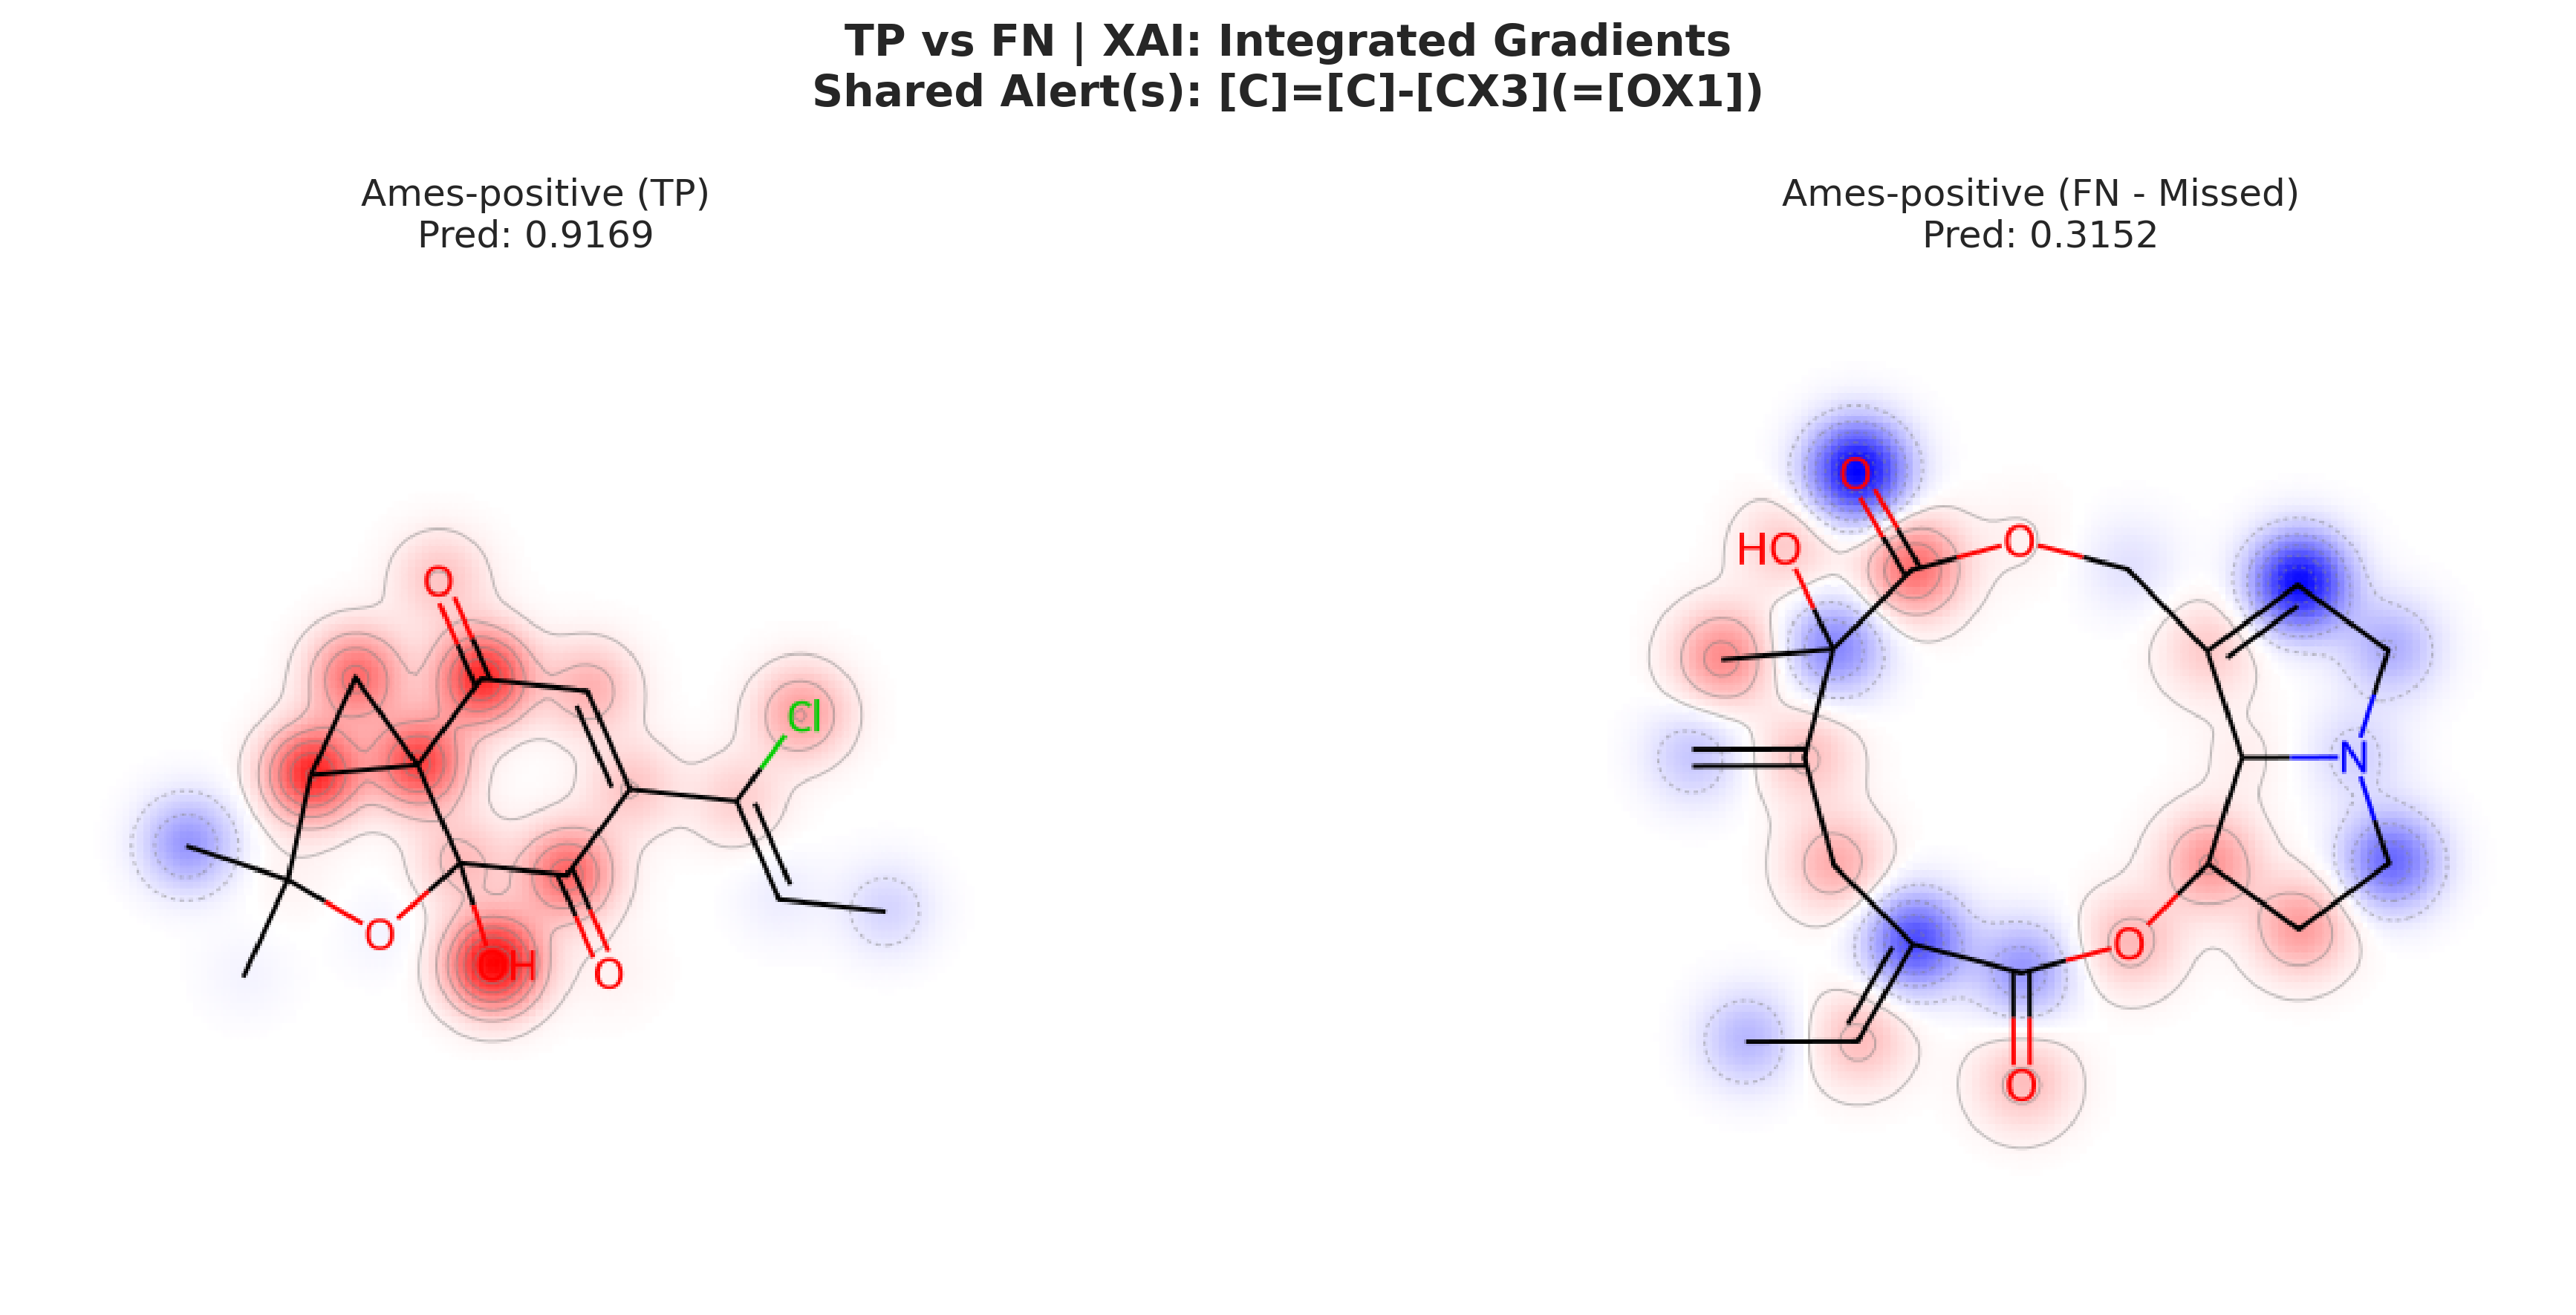 TP vs FN | XAI: Integrated Gradients
Shared Alert(s): [C]=[C]-[CX3](=[OX1])
Ames-positive (TP)
Pred: 0.9169
Ames-positive (FN - Missed)
Pred: 0.3152
O
Cl
O
OH
O
O
HO
O
N
O
O